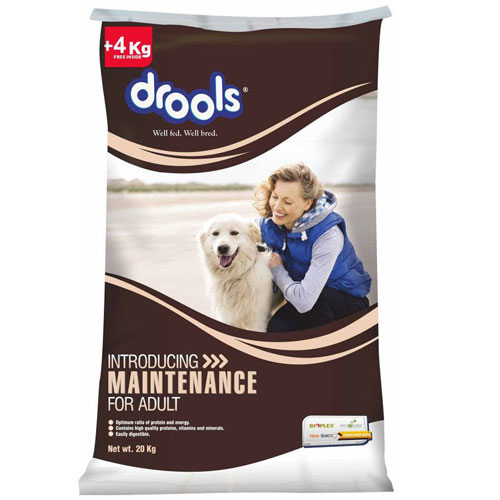 +4 Kg
FREE INSIDE
drools®
Well fed. Well bred.
INTRODUCING >>>
MAINTENANCE
FOR ADULT
Optimum ratio of protein and energy.
Contains high quality proteins, vitamins and minerals.
Easily digestible.
Net wt. 20 Kg
BIOPLEX
YEA-SACC